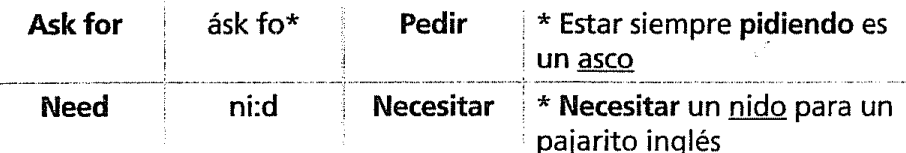 Ask for ásk fo* Pedir * Estar siempre pidiendo es
un asco
Need ni:d Necesitar * Necesitar un nido para un
pajarito inglés